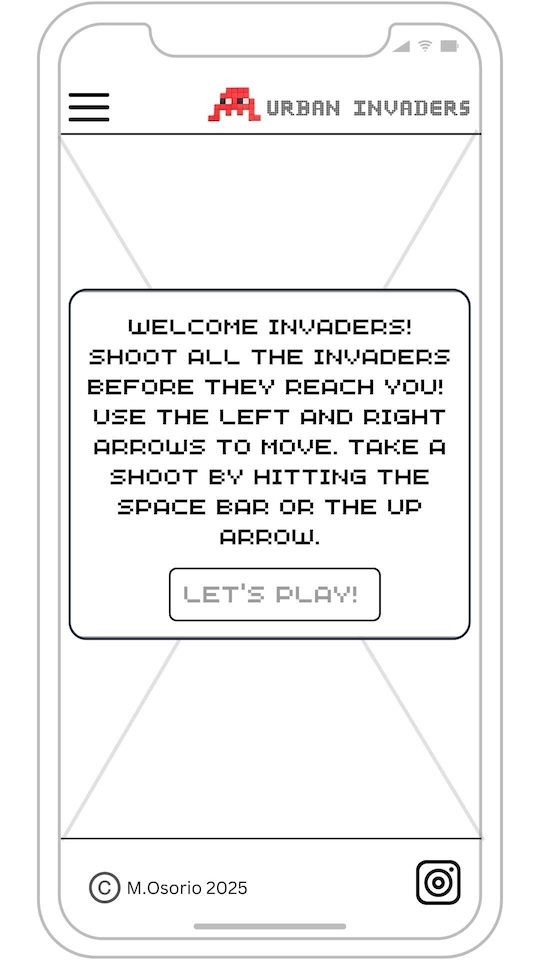 URBAN INVADERS
WELCOME INVADERS!
SHOOT ALL THE INVADERS
BEFORE THEY REACH YOU!
USE THE LEFT AND RIGHT
ARROWS TO MOVE. TAKE A
SHOOT BY HITTING THE
SPACE BAR OR THE UP
ARROW.
LET'S PLAY!
© M.Osorio 2025